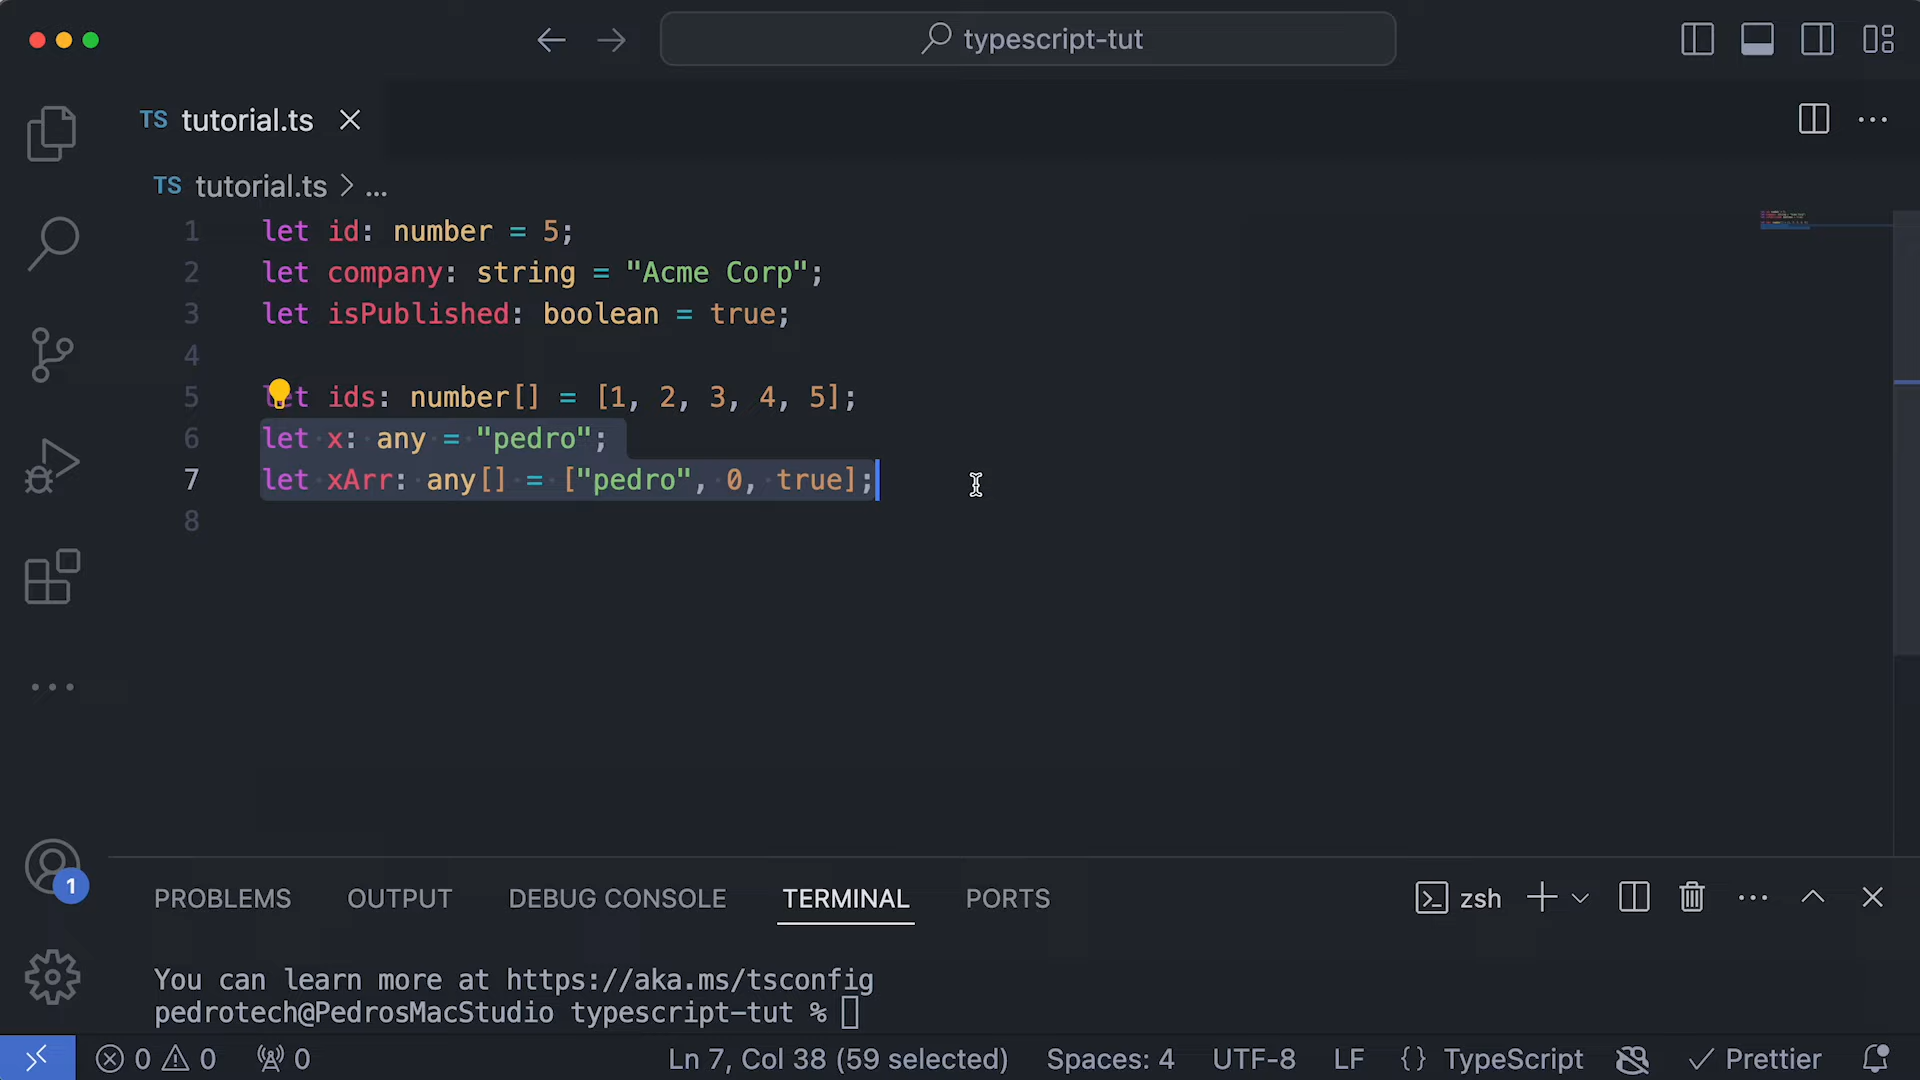 typescript-tut
TS tutorial.ts
TS tutorial.ts > ...
1 let id: number = 5;
2 let company: string = "Acme Corp";
3 let isPublished: boolean = true;
4
5 let ids: number[] = [1, 2, 3, 4, 5];
6 let x: any = "pedro";
7 let xArr: any[] = ["pedro", 0, true];
8
1
PROBLEMS OUTPUT DEBUG CONSOLE TERMINAL PORTS zsh
You can learn more at https://aka.ms/tsconfig
pedrotech@PedrosMacStudio typescript-tut %
0 0 0 Ln 7, Col 38 (59 selected) Spaces: 4 UTF-8 LF {} TypeScript Prettier